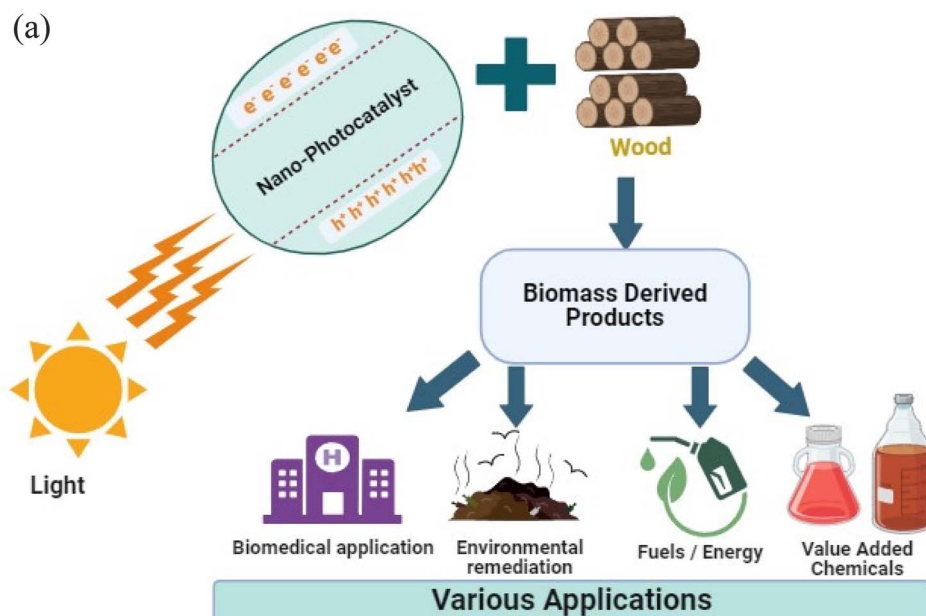 (a)
e⁻ e⁻ e⁻ e⁻ e⁻e⁻
Nano-Photocatalyst
h⁺ h⁺ h⁺ h⁺ h⁺h⁺
Wood
Biomass Derived
Products
Light
H
Biomedical application
Environmental
remediation
Fuels / Energy
Value Added
Chemicals
Various Applications